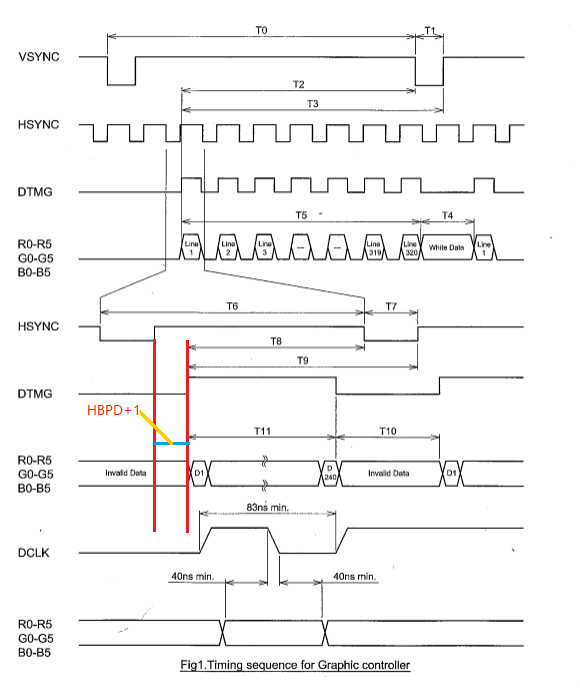 T0 T1
VSYNC
T2
T3
HSYNC
DTMG
T5 T4
R0-R5
G0-G5
B0-B5
Line 1 Line 2 Line 3 --- --- Line 319 Line 320 White Data Line 1
T6 T7
HSYNC
T8
T9
DTMG
HBPD+1
T11 T10
R0-R5
G0-G5
B0-B5
Invalid Data D1 D 240 Invalid Data D1
83ns min.
DCLK
40ns min. 40ns min.
R0-R5
G0-G5
B0-B5
Fig1.Timing sequence for Graphic controller